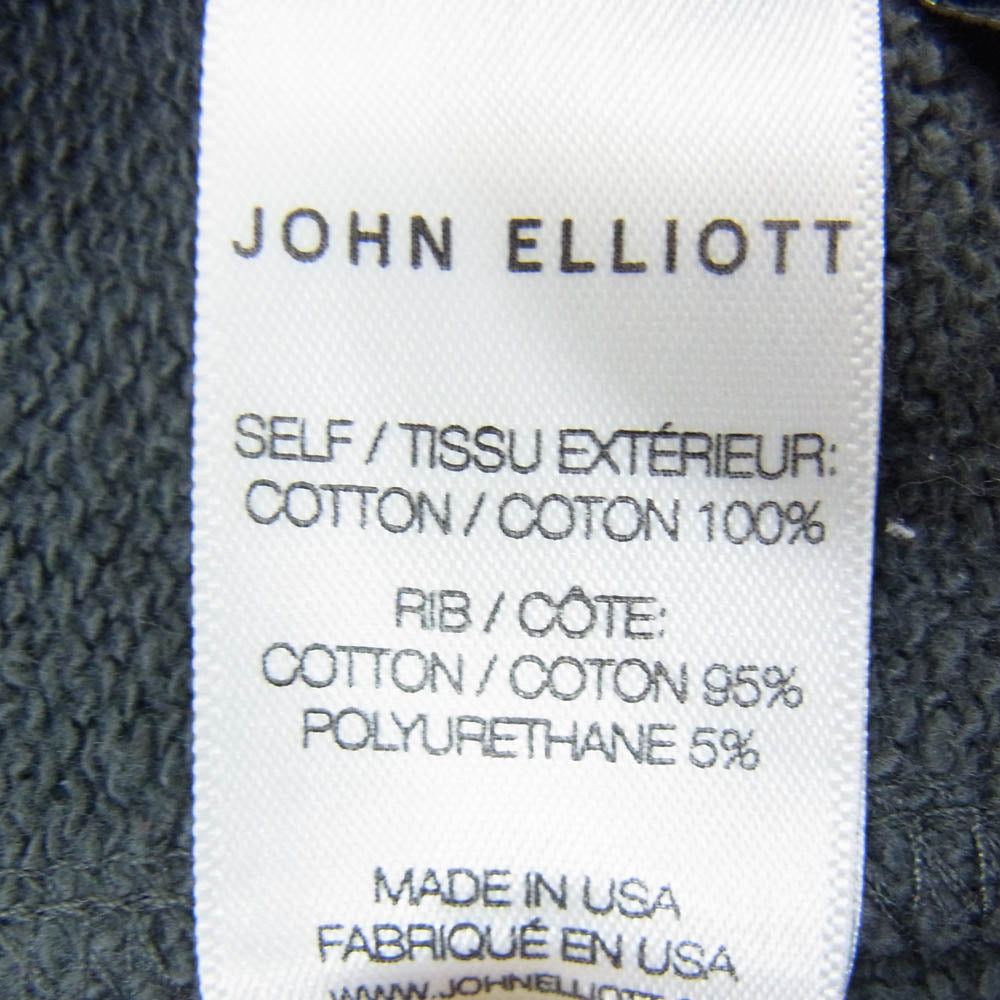 JOHN ELLIOTT
SELF / TISSU EXTÉRIEUR:
COTTON / COTON 100%
RIB / CÔTE:
COTTON / COTON 95%
POLYURETHANE 5%
MADE IN USA
FABRIQUÉ EN USA